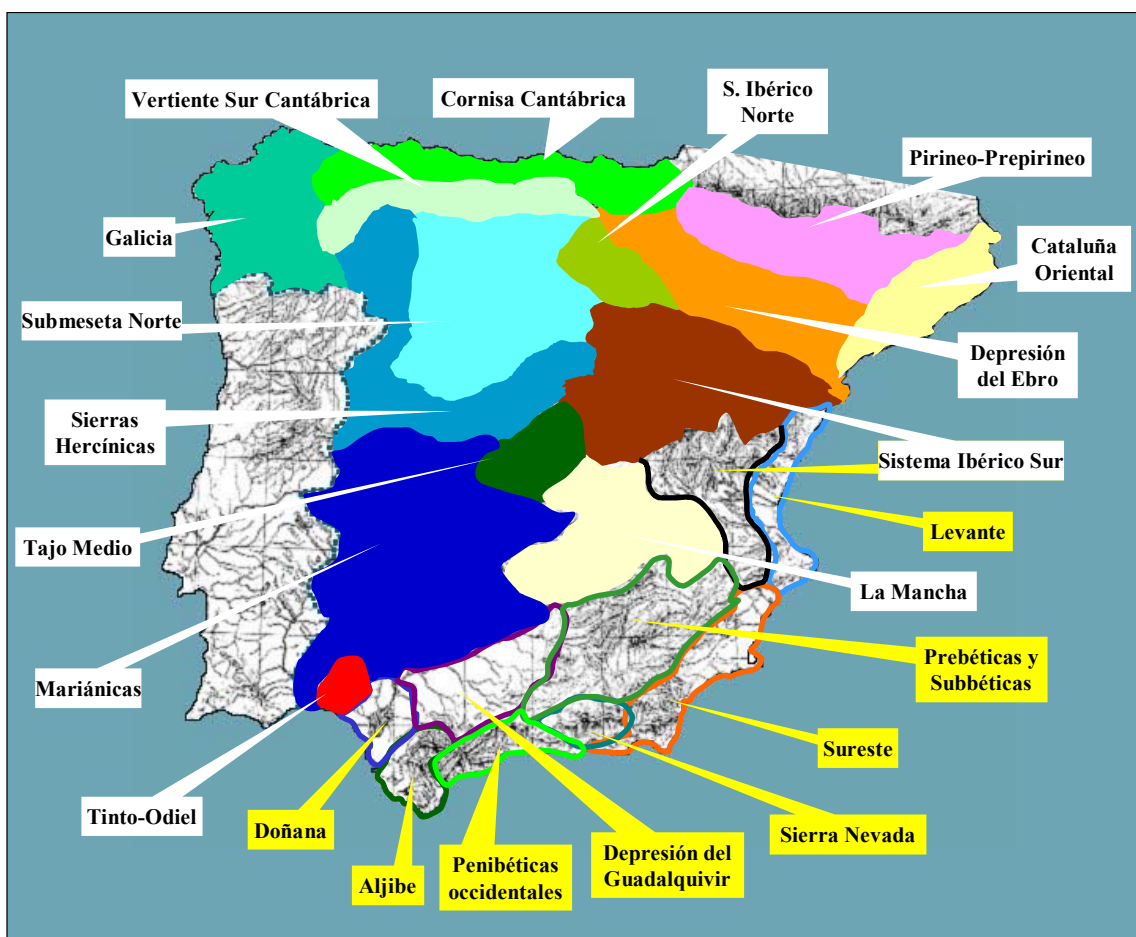 Vertiente Sur Cantábrica
Cornisa Cantábrica
S. Ibérico
Norte
Pirineo-Prepirineo
Galicia
Cataluña
Oriental
Submeseta Norte
Depresión
del Ebro
Sierras
Hercínicas
Sistema Ibérico Sur
Levante
Tajo Medio
La Mancha
Mariánicas
Prebéticas y
Subbéticas
Sureste
Tinto-Odiel
Doñana
Sierra Nevada
Aljibe
Penibéticas
occidentales
Depresión del
Guadalquivir